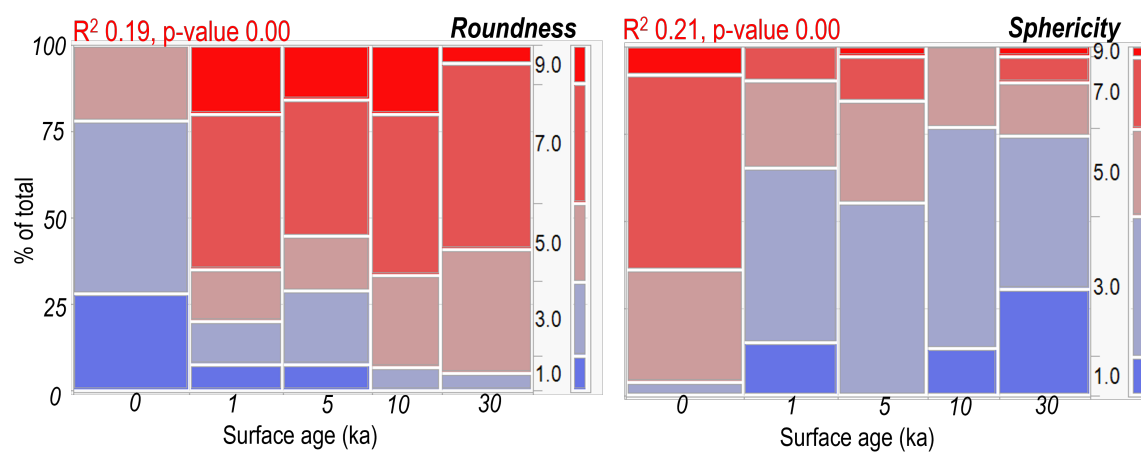 R² 0.19, p-value 0.00
Roundness
100
75
50
25
0
% of total
9.0
7.0
5.0
3.0
1.0
0 1 5 10 30
Surface age (ka)
R² 0.21, p-value 0.00
Sphericity
9.0
7.0
5.0
3.0
1.0
0 1 5 10 30
Surface age (ka)